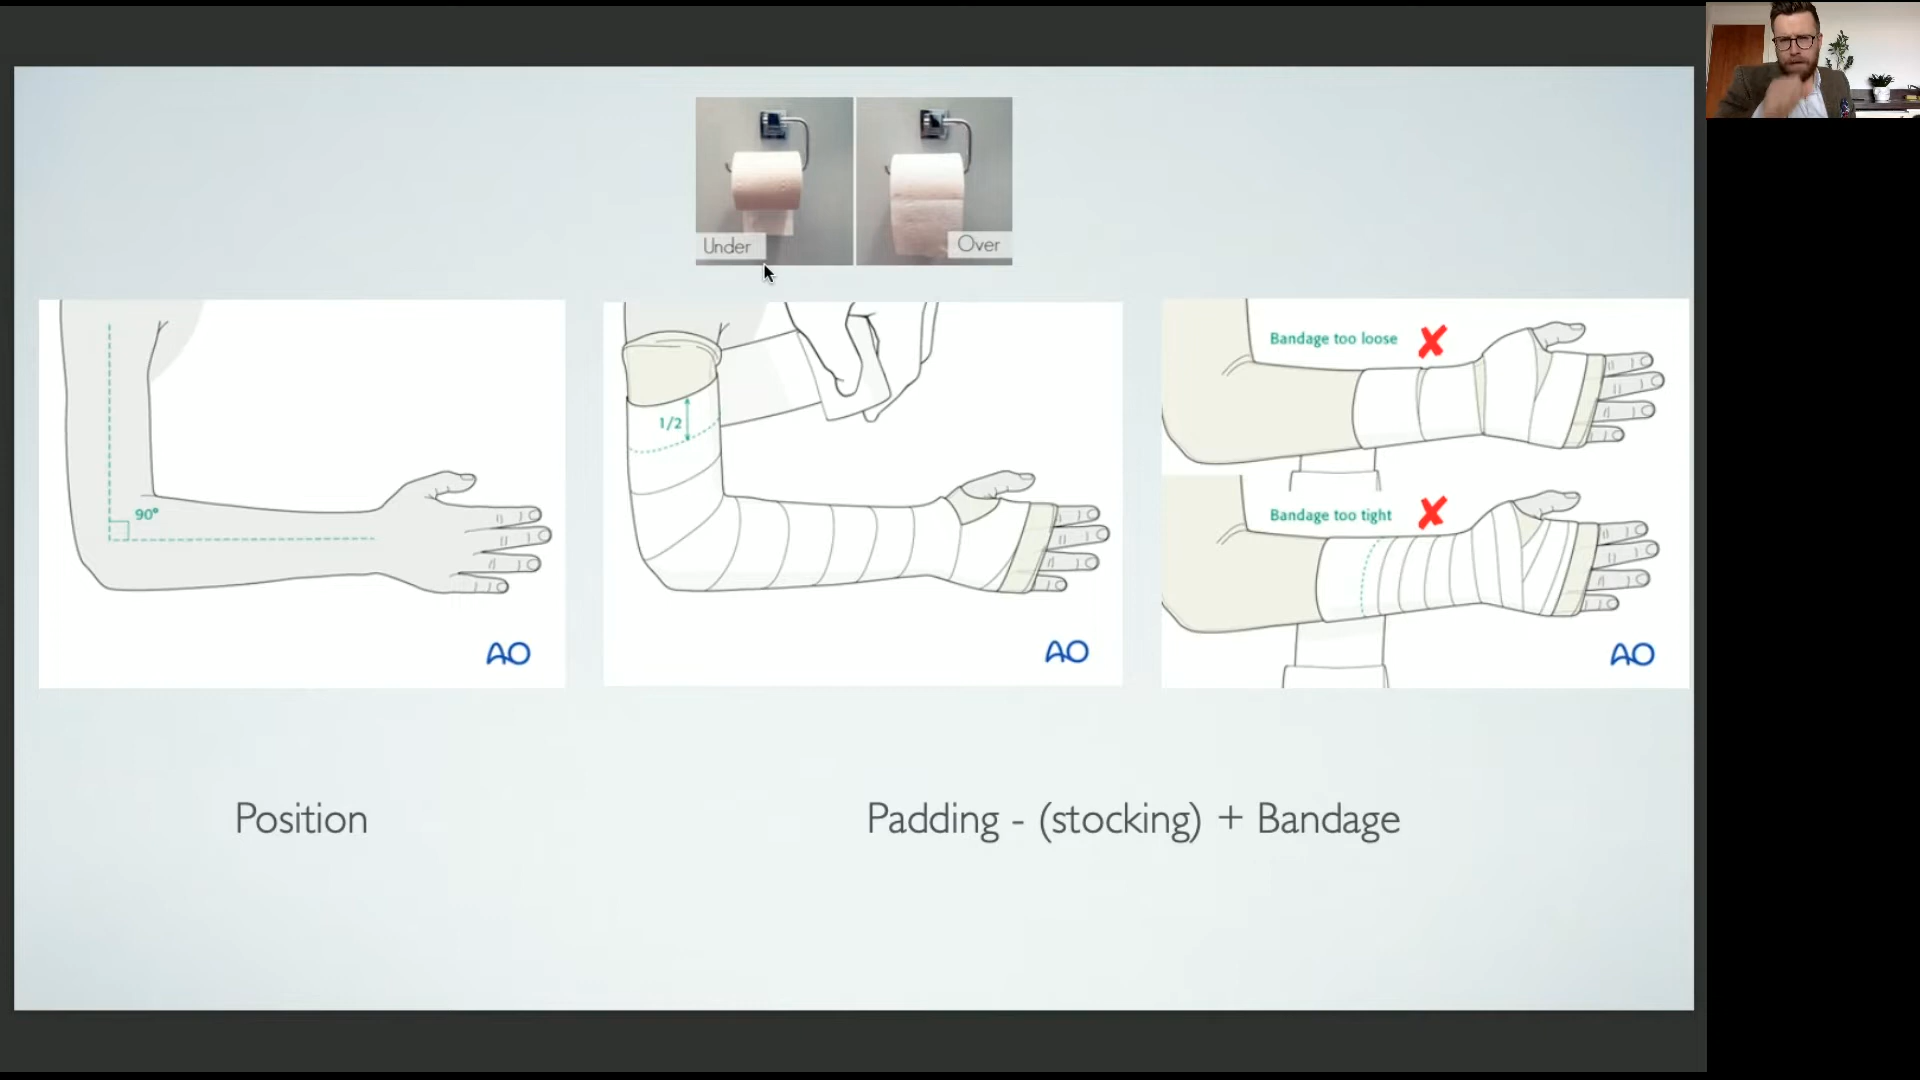 Under
Over
90°
AO
1/2
AO
Bandage too loose
Bandage too tight
AO
Position
Padding - (stocking) + Bandage